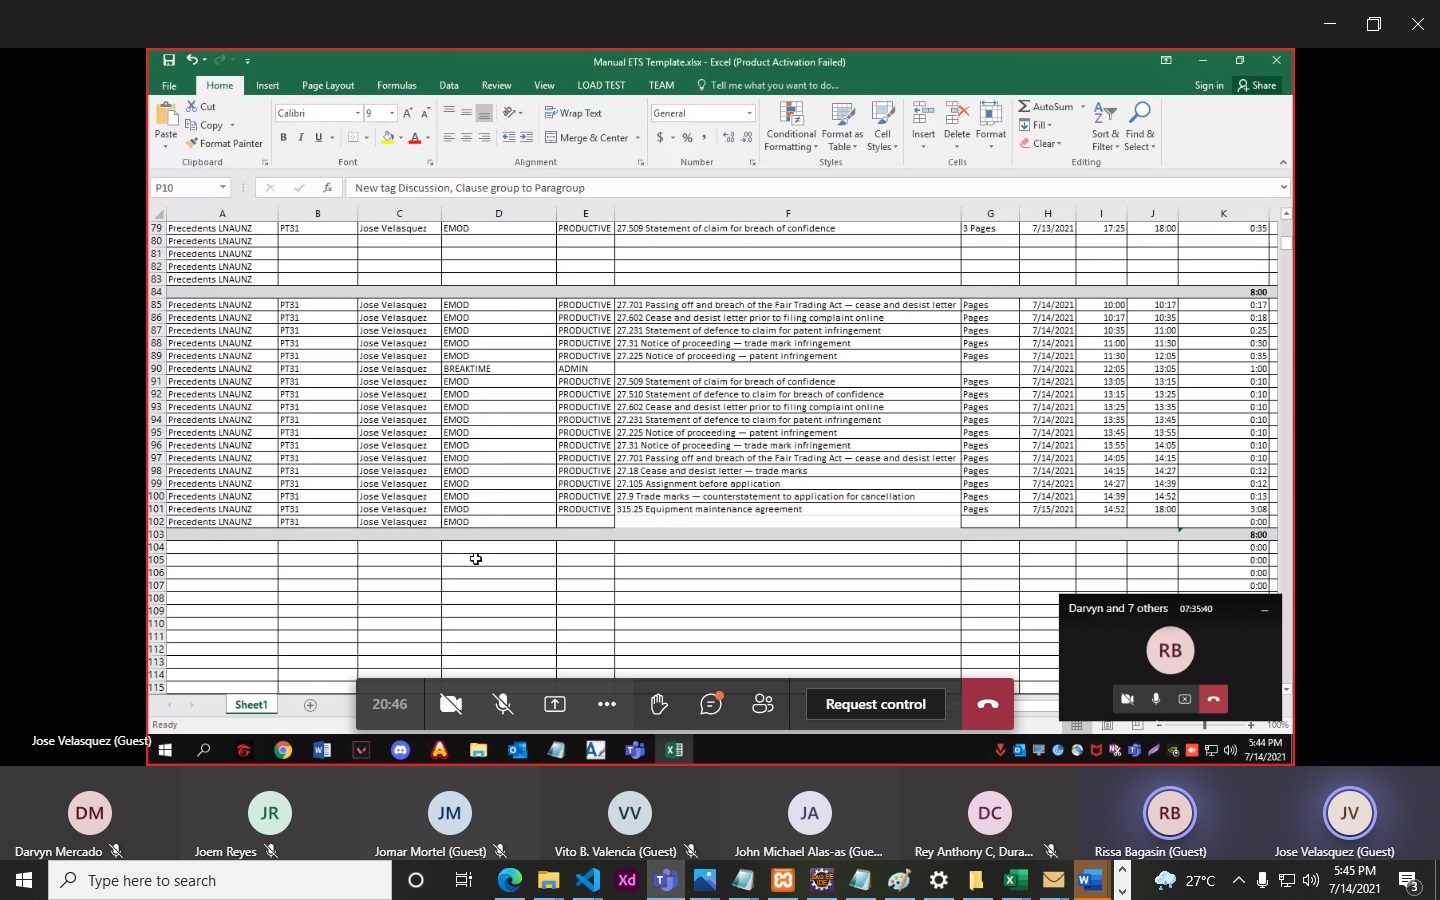 Manual ETS Template.xlsx - Excel (Product Activation Failed)
File Home Insert Page Layout Formulas Data Review View LOAD TEST TEAM Tell me what you want to do... Sign in Share
Paste Cut Copy Format Painter
Calibri 9
B I U
Wrap Text
Merge & Center
General
$ % ,
Conditional Formatting Format as Table Cell Styles
Insert Delete Format
AutoSum Fill Clear
Sort & Filter Find & Select
Clipboard Font Alignment Number Styles Cells Editing
P10 fx New tag Discussion, Clause group to Paragroup
A B C D E F G H I J K
79 Precedents LNAUNZ PT31 Jose Velasquez EMOD PRODUCTIVE 27.509 Statement of claim for breach of confidence 3 Pages 7/13/2021 17:25 18:00 0:35
80 Precedents LNAUNZ
81 Precedents LNAUNZ
82 Precedents LNAUNZ
83 Precedents LNAUNZ
84 8:00
85 Precedents LNAUNZ PT31 Jose Velasquez EMOD PRODUCTIVE 27.701 Passing off and breach of the Fair Trading Act — cease and desist letter Pages 7/14/2021 10:00 10:17 0:17
86 Precedents LNAUNZ PT31 Jose Velasquez EMOD PRODUCTIVE 27.602 Cease and desist letter prior to filing complaint online Pages 7/14/2021 10:17 10:35 0:18
87 Precedents LNAUNZ PT31 Jose Velasquez EMOD PRODUCTIVE 27.231 Statement of defence to claim for patent infringement Pages 7/14/2021 10:35 11:00 0:25
88 Precedents LNAUNZ PT31 Jose Velasquez EMOD PRODUCTIVE 27.31 Notice of proceeding — trade mark infringement Pages 7/14/2021 11:00 11:30 0:30
89 Precedents LNAUNZ PT31 Jose Velasquez EMOD PRODUCTIVE 27.225 Notice of proceeding — patent infringement Pages 7/14/2021 11:30 12:05 0:35
90 Precedents LNAUNZ PT31 Jose Velasquez BREAKTIME ADMIN 7/14/2021 12:05 13:05 1:00
91 Precedents LNAUNZ PT31 Jose Velasquez EMOD PRODUCTIVE 27.509 Statement of claim for breach of confidence Pages 7/14/2021 13:05 13:15 0:10
92 Precedents LNAUNZ PT31 Jose Velasquez EMOD PRODUCTIVE 27.510 Statement of defence to claim for breach of confidence Pages 7/14/2021 13:15 13:25 0:10
93 Precedents LNAUNZ PT31 Jose Velasquez EMOD PRODUCTIVE 27.602 Cease and desist letter prior to filing complaint online Pages 7/14/2021 13:25 13:35 0:10
94 Precedents LNAUNZ PT31 Jose Velasquez EMOD PRODUCTIVE 27.231 Statement of defence to claim for patent infringement Pages 7/14/2021 13:35 13:45 0:10
95 Precedents LNAUNZ PT31 Jose Velasquez EMOD PRODUCTIVE 27.225 Notice of proceeding — patent infringement Pages 7/14/2021 13:45 13:55 0:10
96 Precedents LNAUNZ PT31 Jose Velasquez EMOD PRODUCTIVE 27.31 Notice of proceeding — trade mark infringement Pages 7/14/2021 13:55 14:05 0:10
97 Precedents LNAUNZ PT31 Jose Velasquez EMOD PRODUCTIVE 27.701 Passing off and breach of the Fair Trading Act — cease and desist letter Pages 7/14/2021 14:05 14:15 0:10
98 Precedents LNAUNZ PT31 Jose Velasquez EMOD PRODUCTIVE 27.18 Cease and desist letter — trade marks Pages 7/14/2021 14:15 14:27 0:12
99 Precedents LNAUNZ PT31 Jose Velasquez EMOD PRODUCTIVE 27.105 Assignment before application Pages 7/14/2021 14:27 14:39 0:12
100 Precedents LNAUNZ PT31 Jose Velasquez EMOD PRODUCTIVE 27.9 Trade marks — counterstatement to application for cancellation Pages 7/14/2021 14:39 14:52 0:13
101 Precedents LNAUNZ PT31 Jose Velasquez EMOD PRODUCTIVE 315.25 Equipment maintenance agreement Pages 7/15/2021 14:52 18:00 3:08
102 Precedents LNAUNZ PT31 Jose Velasquez EMOD 0:00
103 8:00
104 0:00
105 0:00
106 0:00
107 0:00
108
109
110
111
112
113
114
115
Darvyn and 7 others 07:35:40
RB
20:46 Request control
Sheet1
Ready 100%
Jose Velasquez (Guest)
5:44 PM
7/14/2021
DM JR JM VV JA DC RB JV
Darvyn Mercado Joem Reyes Jomar Mortel (Guest) Vito B. Valencia (Guest) John Michael Alas-as (Gue... Rey Anthony C, Dura... Rissa Bagasin (Guest) Jose Velasquez (Guest)
Type here to search
Xd
27°C
5:45 PM
7/14/2021
3